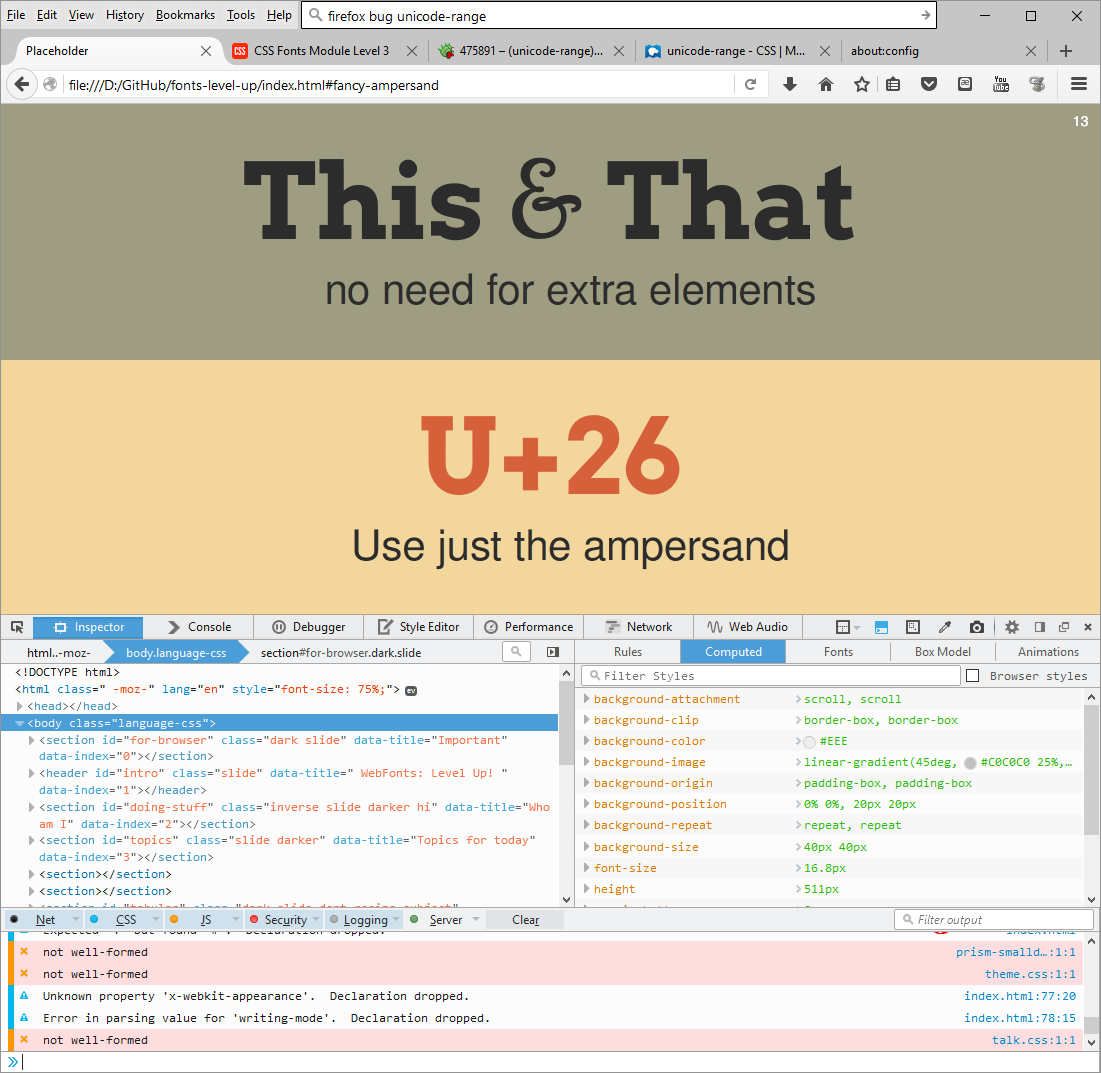 File Edit View History Bookmarks Tools Help firefox bug unicode-range
Placeholder CSS Fonts Module Level 3 475891 – (unicode-range)... unicode-range - CSS | M... about:config
file:///D:/GitHub/fonts-level-up/index.html#fancy-ampersand
13
This & That
no need for extra elements
U+26
Use just the ampersand
Inspector Console Debugger Style Editor Performance Network Web Audio
html..-moz- body.language-css section#for-browser.dark.slide
Rules Computed Fonts Box Model Animations
<!DOCTYPE html>
<html class=" -moz-" lang="en" style="font-size: 75%;"> ev
<head></head>
<body class="language-css">
<section id="for-browser" class="dark slide" data-title="Important"
data-index="0"></section>
<header id="intro" class="slide" data-title=" WebFonts: Level Up! "
data-index="1"></header>
<section id="doing-stuff" class="inverse slide darker hi" data-title="Who
am I" data-index="2"></section>
<section id="topics" class="slide darker" data-title="Topics for today"
data-index="3"></section>
<section></section>
<section></section>
Filter Styles Browser styles
background-attachment scroll, scroll
background-clip border-box, border-box
background-color #EEE
background-image linear-gradient(45deg, #C0C0C0 25%,...
background-origin padding-box, padding-box
background-position 0% 0%, 20px 20px
background-repeat repeat, repeat
background-size 40px 40px
font-size 16.8px
height 511px
Net CSS JS Security Logging Server Clear Filter output
not well-formed prism-smalld…:1:1
not well-formed theme.css:1:1
Unknown property 'x-webkit-appearance'. Declaration dropped. index.html:77:20
Error in parsing value for 'writing-mode'. Declaration dropped. index.html:78:15
not well-formed talk.css:1:1